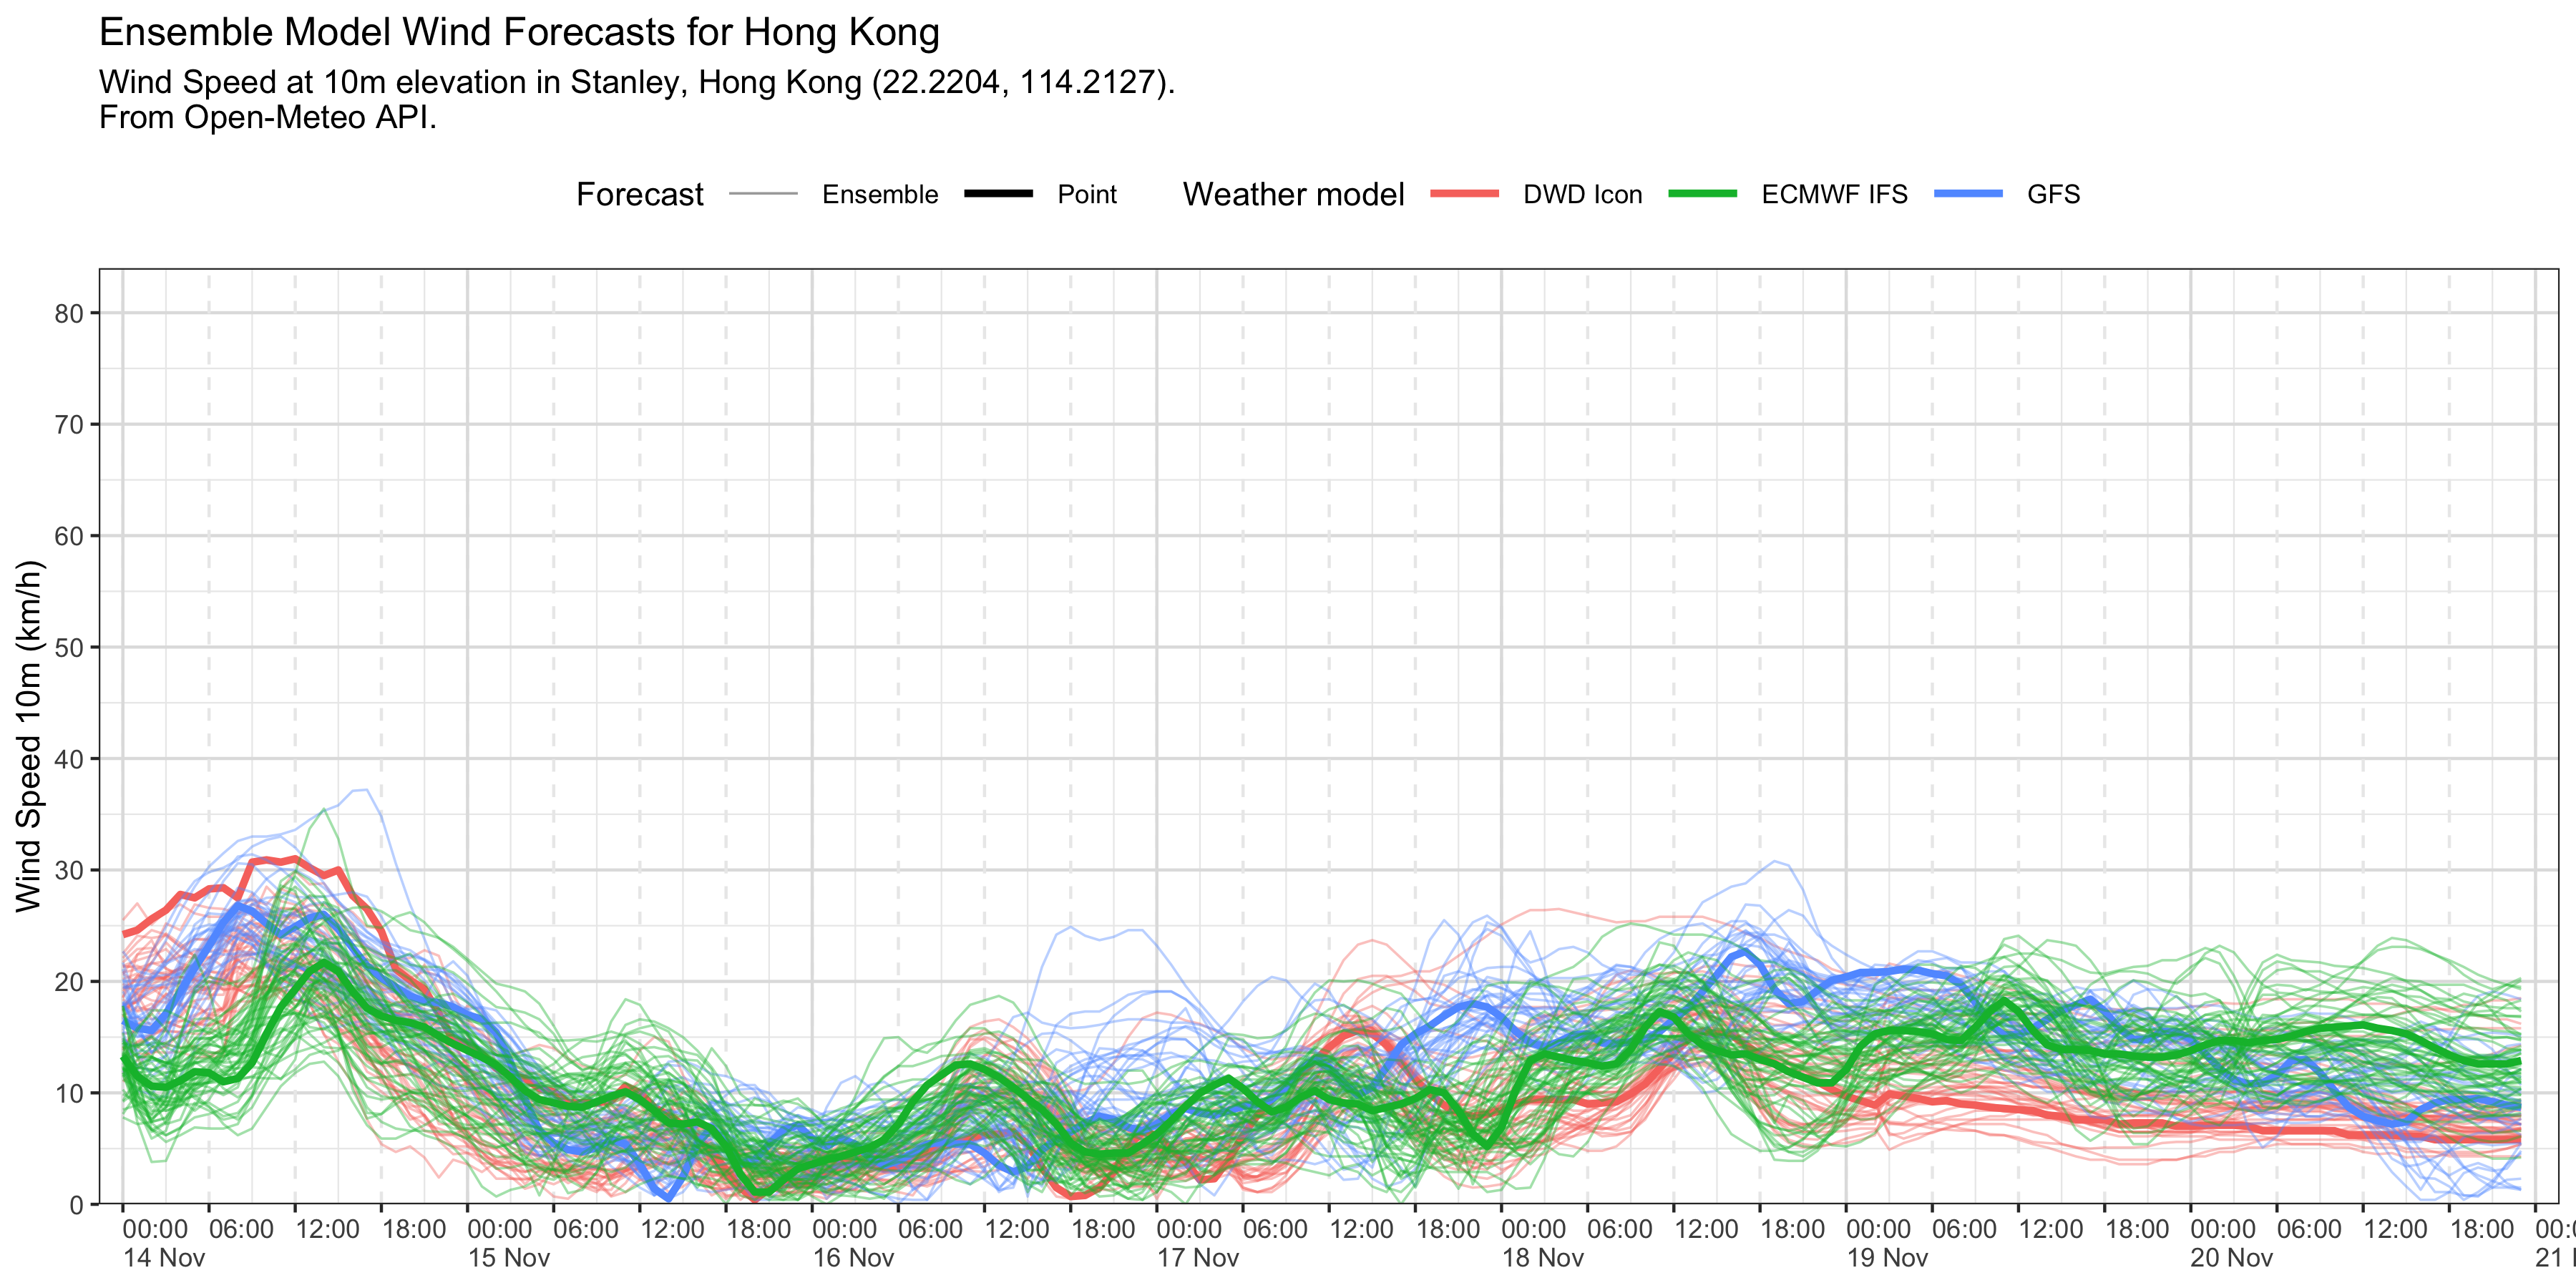 Ensemble Model Wind Forecasts for Hong Kong
Wind Speed at 10m elevation in Stanley, Hong Kong (22.2204, 114.2127).
From Open-Meteo API.
Forecast Ensemble Point Weather model DWD Icon ECMWF IFS GFS
Wind Speed 10m (km/h)
80
70
60
50
40
30
20
10
0
00:00 06:00 12:00 18:00 00:00 06:00 12:00 18:00 00:00 06:00 12:00 18:00 00:00 06:00 12:00 18:00 00:00 06:00 12:00 18:00 00:00 06:00 12:00 18:00 00:00 06:00 12:00 18:00
14 Nov 15 Nov 16 Nov 17 Nov 18 Nov 19 Nov 20 Nov 21